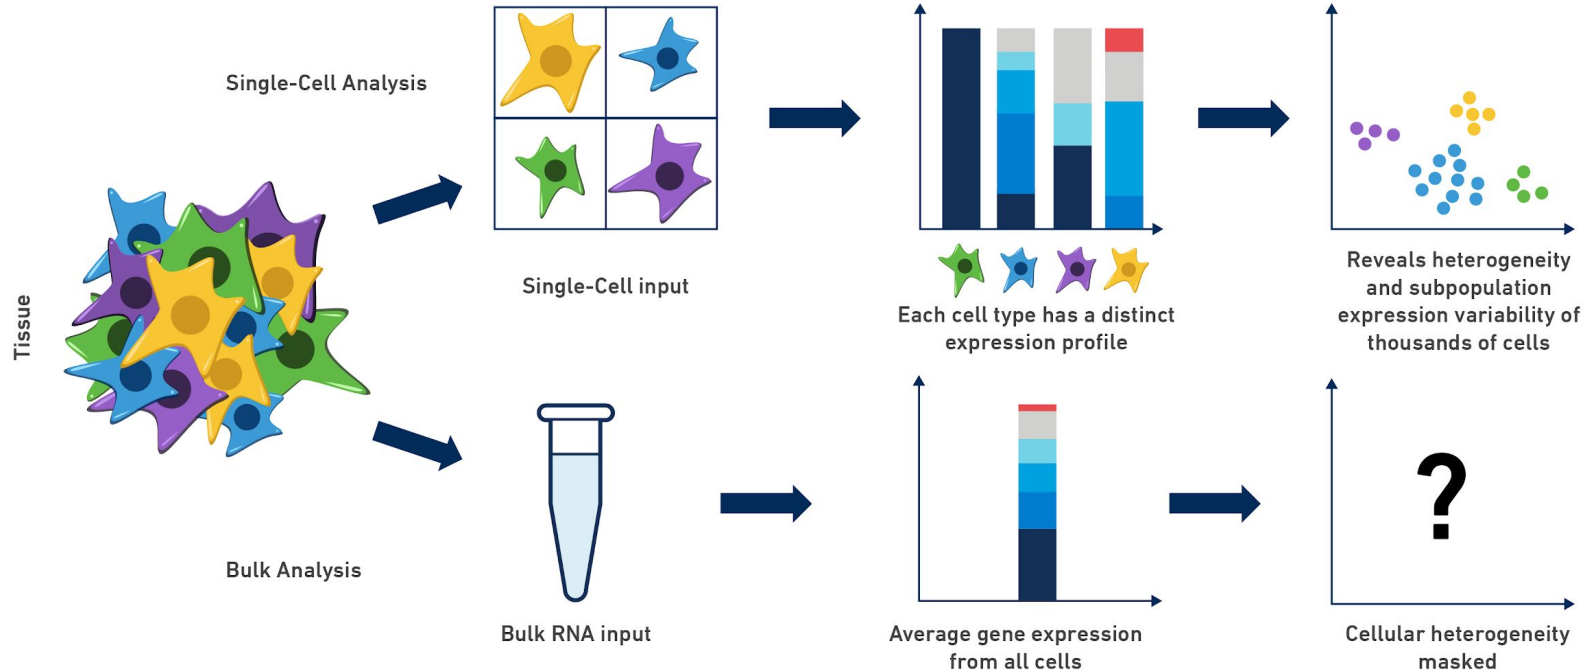 Tissue
Single-Cell Analysis
Single-Cell input
Each cell type has a distinct
expression profile
Reveals heterogeneity
and subpopulation
expression variability of
thousands of cells
Bulk Analysis
Bulk RNA input
Average gene expression
from all cells
?
Cellular heterogeneity
masked